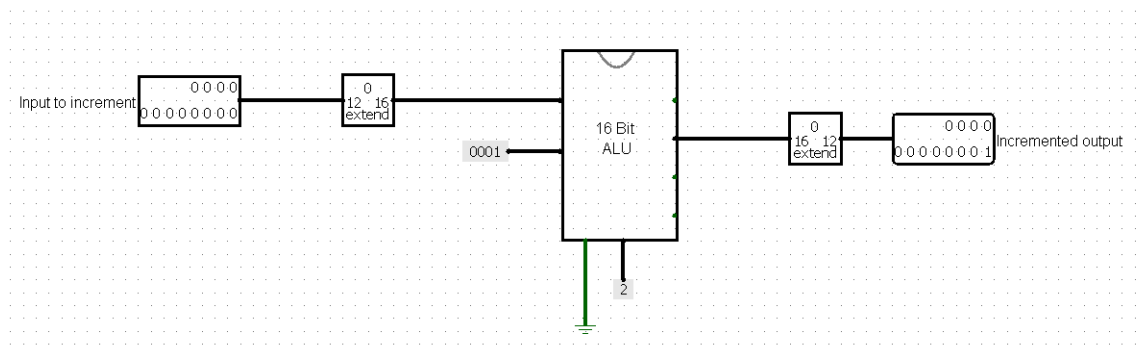 Input to increment
0 0 0 0
0 0 0 0 0 0 0 0
0
12 16
extend
0001
16 Bit
ALU
2
0
16 12
extend
0 0 0 0
0 0 0 0 0 0 0 1
Incremented output